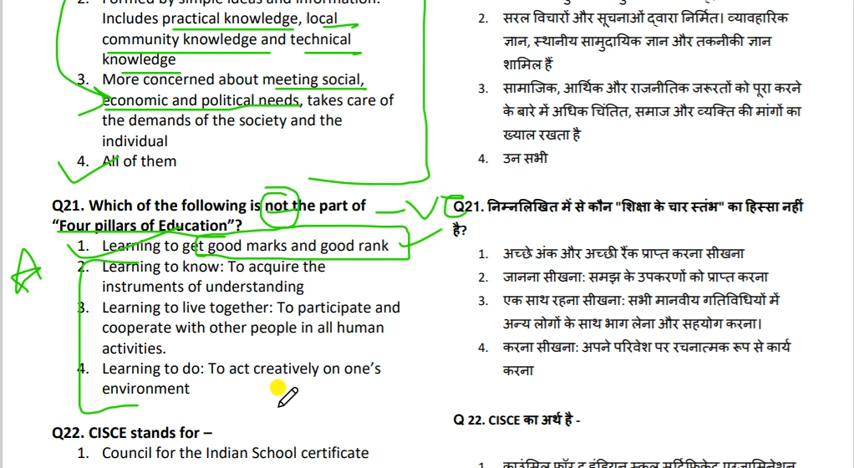 Includes practical knowledge, local
community knowledge and technical
knowledge
3. More concerned about meeting social,
economic and political needs, takes care of
the demands of the society and the
individual
4. All of them
Q21. Which of the following is not the part of
“Four pillars of Education”?
1. Learning to get good marks and good rank
2. Learning to know: To acquire the
instruments of understanding
3. Learning to live together: To participate and
cooperate with other people in all human
activities.
4. Learning to do: To act creatively on one’s
environment
Q22. CISCE stands for –
1. Council for the Indian School certificate
2. सरल विचारों और सूचनाओं द्वारा निर्मित। व्यावहारिक
ज्ञान, स्थानीय सामुदायिक ज्ञान और तकनीकी ज्ञान
शामिल हैं
3. सामाजिक, आर्थिक और राजनीतिक जरूरतों को पूरा करने
के बारे में अधिक चिंतित, समाज और व्यक्ति की मांगों का
ख्याल रखता है
4. उन सभी
-ve
Q21. निम्नलिखित में से कौन "शिक्षा के चार स्तंभ" का हिस्सा नहीं
है?
1. अच्छे अंक और अच्छी रैंक प्राप्त करना सीखना
2. जानना सीखना: समझ के उपकरणों को प्राप्त करना
3. एक साथ रहना सीखना: सभी मानवीय गतिविधियों में
अन्य लोगों के साथ भाग लेना और सहयोग करना।
4. करना सीखना: अपने परिवेश पर रचनात्मक रूप से कार्य
करना
Q 22. CISCE का अर्थ है -